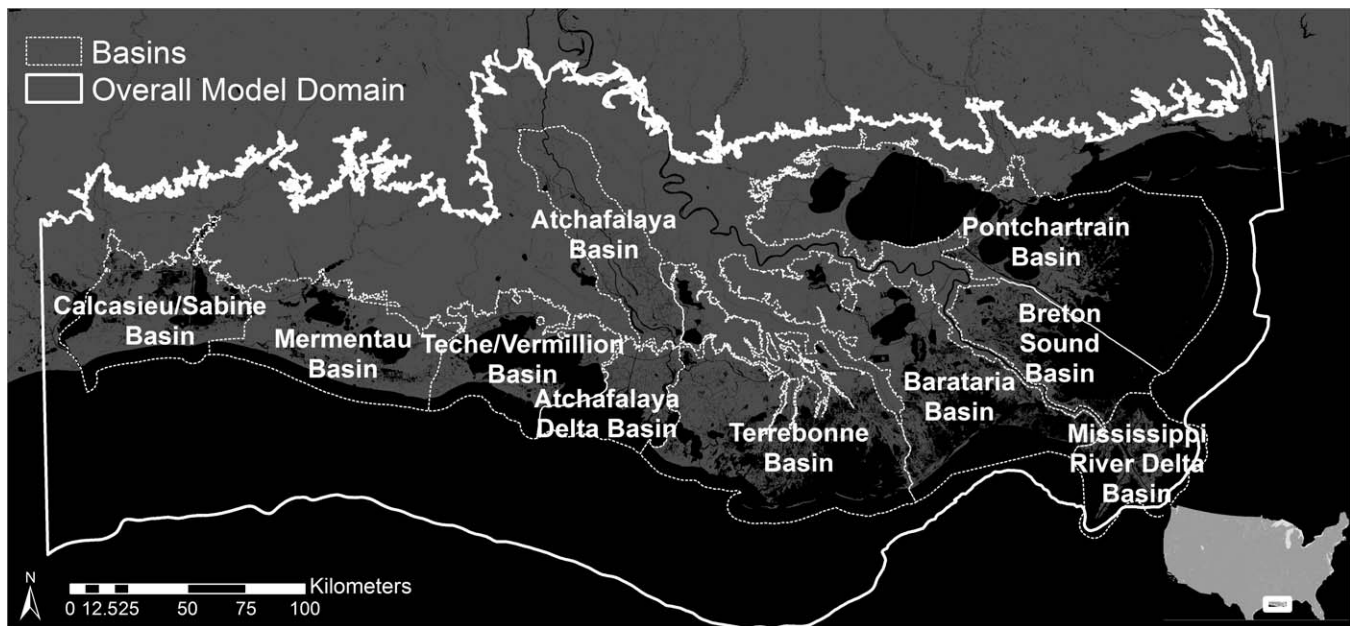 Basins
Overall Model Domain
Atchafalaya
Basin
Pontchartrain
Basin
Calcasieu/Sabine
Basin
Mermentau
Basin
Teche/Vermillion
Basin
Atchafalaya
Delta Basin
Terrebonne
Basin
Barataria
Basin
Breton
Sound
Basin
Mississippi
River Delta
Basin
N
Kilometers
0 12.525 50 75 100